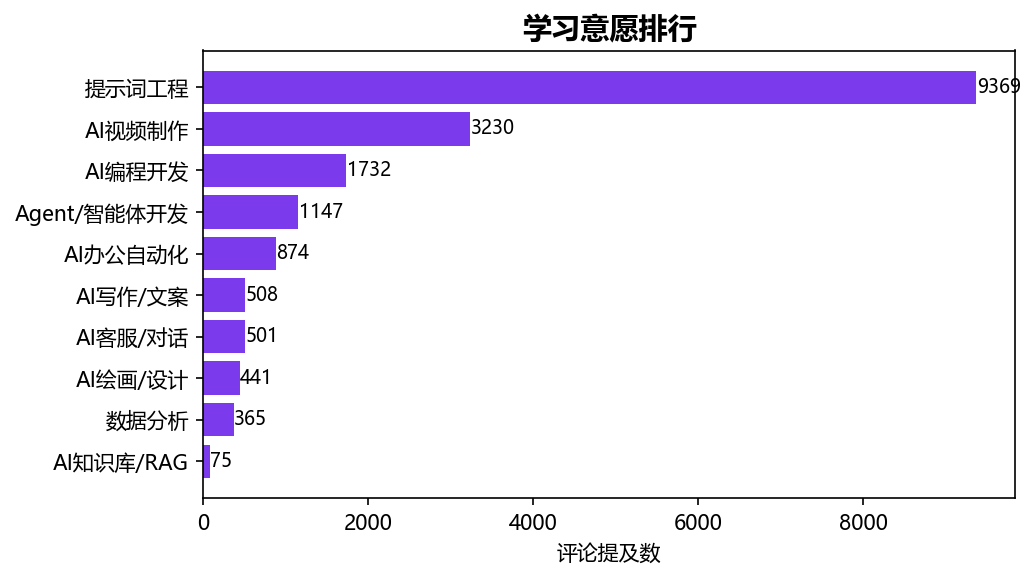 学习意愿排行
提示词工程 9369
AI视频制作 3230
AI编程开发 1732
Agent/智能体开发 1147
AI办公自动化 874
AI写作/文案 508
AI客服/对话 501
AI绘画/设计 441
数据分析 365
AI知识库/RAG 75
0 2000 4000 6000 8000
评论提及数